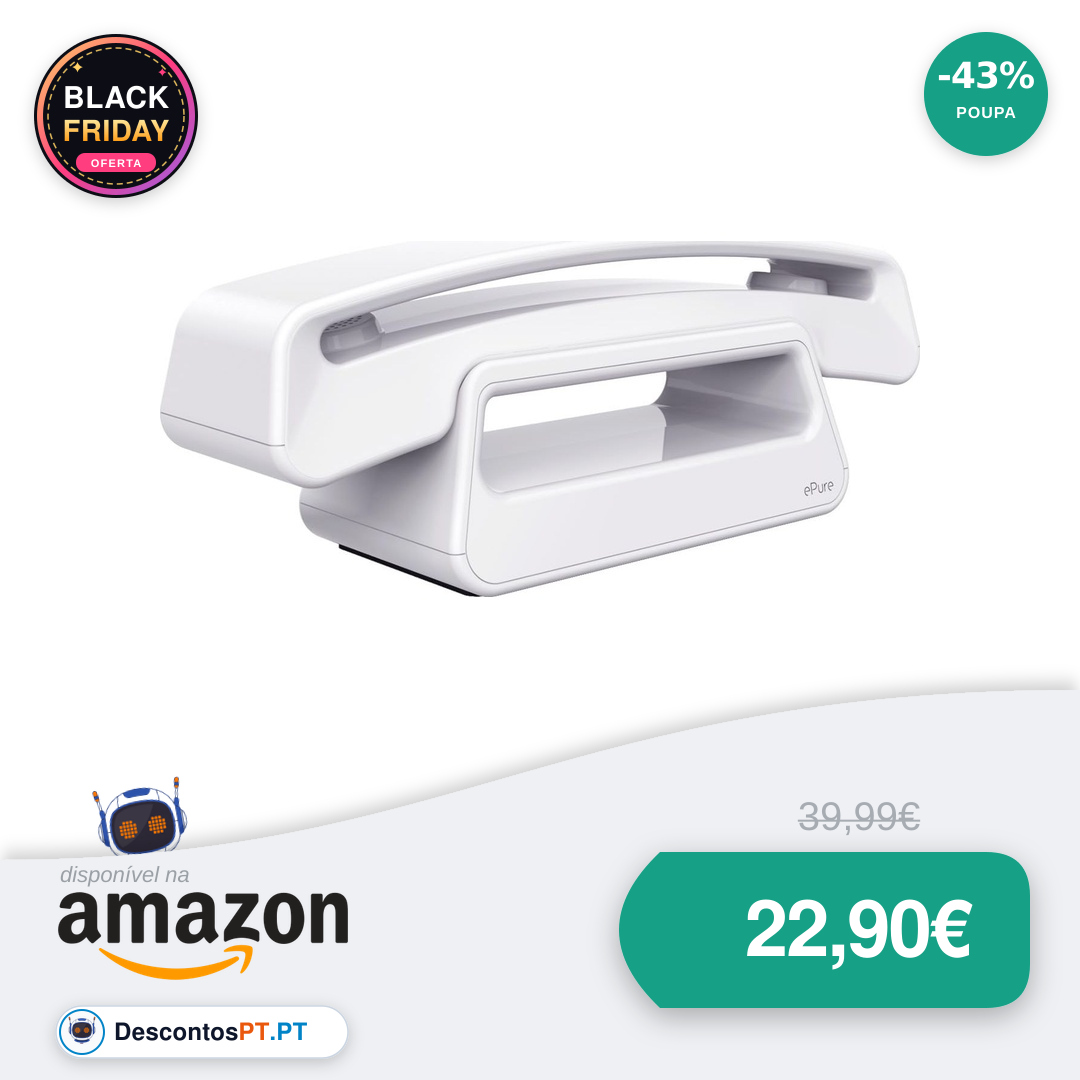 BLACK
FRIDAY
OFERTA
-43%
POUPA
ePure
39,99€
22,90€
disponível na
amazon
DescontosPT.PT